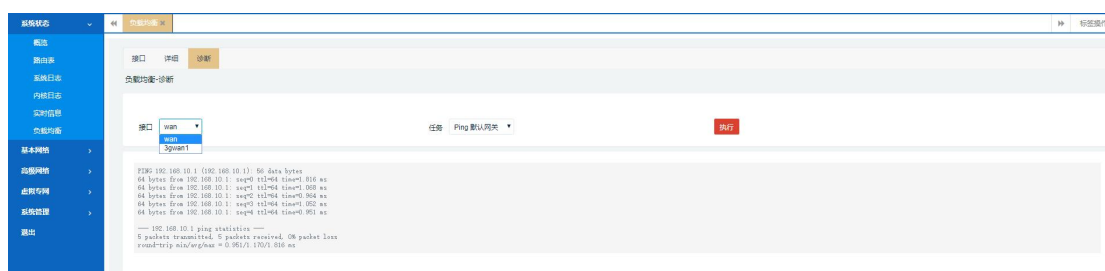 系统状态
负载均衡 ×
标签操作
概览
路由表
系统日志
内核日志
实时信息
负载均衡
基本网络
高级网络
虚拟专网
系统管理
退出
接口 详细 诊断
负载均衡-诊断
接口 wan 任务 Ping 默认网关 执行
wan
3gwan1
PING 192.168.10.1 (192.168.10.1): 56 data bytes
64 bytes from 192.168.10.1: seq=0 ttl=64 time=1.816 ms
64 bytes from 192.168.10.1: seq=1 ttl=64 time=1.068 ms
64 bytes from 192.168.10.1: seq=2 ttl=64 time=0.964 ms
64 bytes from 192.168.10.1: seq=3 ttl=64 time=1.052 ms
64 bytes from 192.168.10.1: seq=4 ttl=64 time=0.951 ms
--- 192.168.10.1 ping statistics ---
5 packets transmitted, 5 packets received, 0% packet loss
round-trip min/avg/max = 0.951/1.170/1.816 ms